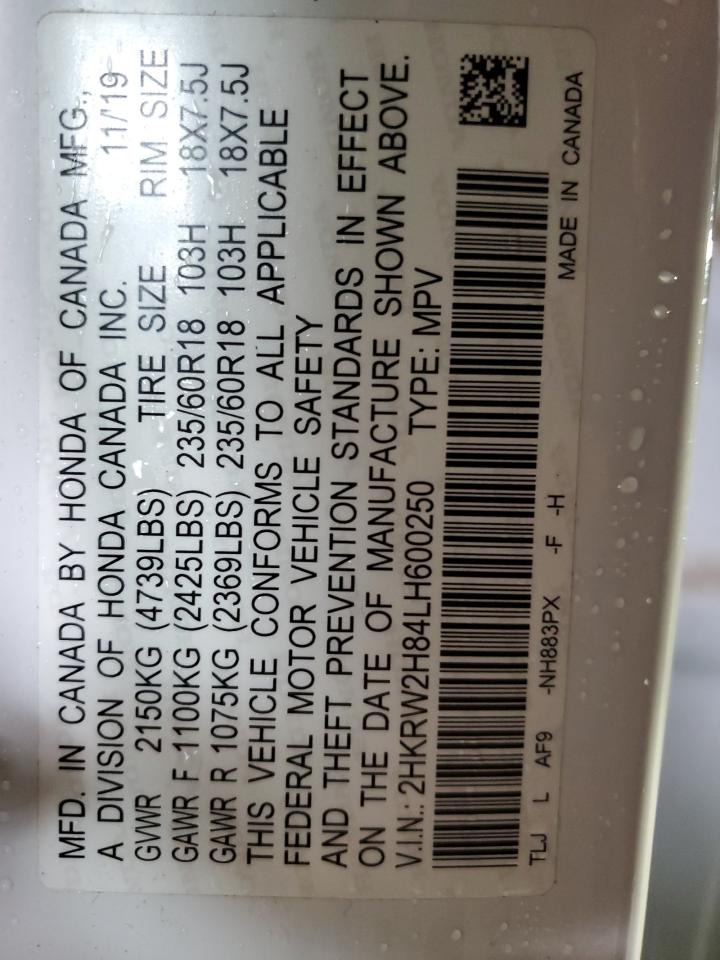 MFD. IN CANADA BY HONDA OF CANADA MFG.,
A DIVISION OF HONDA CANADA INC. 11/'19
GVWR 2150KG (4739LBS) TIRE SIZE RIM SIZE
GAWR F 1100KG (2425LBS) 235/60R18 103H 18X7.5J
GAWR R 1075KG (2369LBS) 235/60R18 103H 18X7.5J
THIS VEHICLE CONFORMS TO ALL APPLICABLE
FEDERAL MOTOR VEHICLE SAFETY
AND THEFT PREVENTION STANDARDS IN EFFECT
ON THE DATE OF MANUFACTURE SHOWN ABOVE.
V.I.N.: 2HKRW2H84LH600250 TYPE: MPV
TLJ L AF9 -NH883PX -F -H
MADE IN CANADA